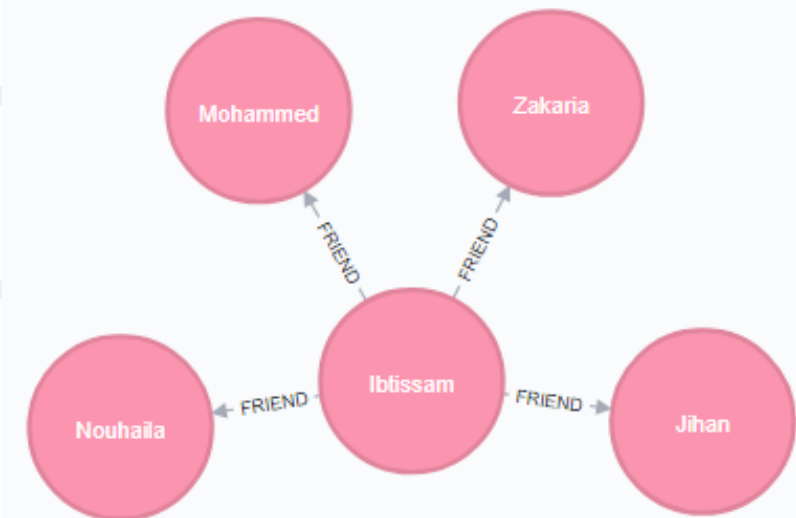 Mohammed
Zakaria
FRIEND
FRIEND
Ibtissam
Nouhaila
FRIEND
FRIEND
Jihan